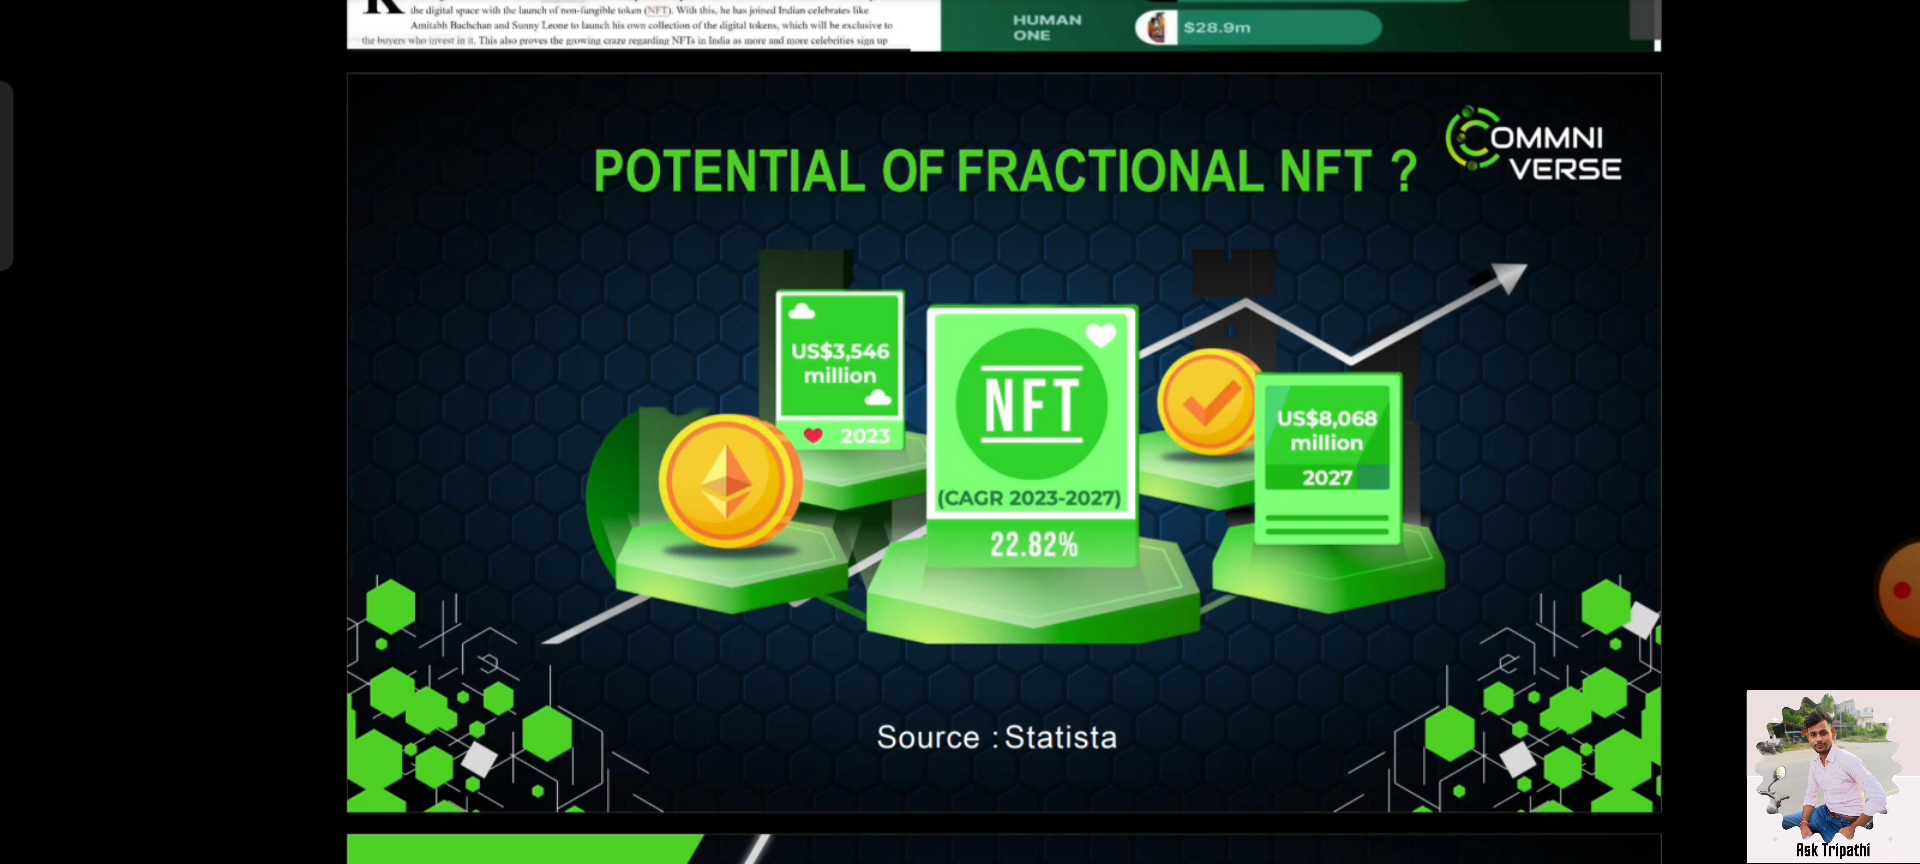 the digital space with the launch of non-fungible token (NFT). With this, he has joined Indian celebrates like
Amitabh Bachchan and Sunny Leone to launch his own collection of the digital tokens, which will be exclusive to
the buyers who invest in it. This also proves the growing craze regarding NFTs in India as more and more celebrities sign up
HUMAN
ONE
$28.9m
COMMNI
VERSE
POTENTIAL OF FRACTIONAL NFT ?
US$3,546
million
2023
NFT
(CAGR 2023-2027)
22.82%
US$8,068
million
2027
Source : Statista
Ask Tripathi